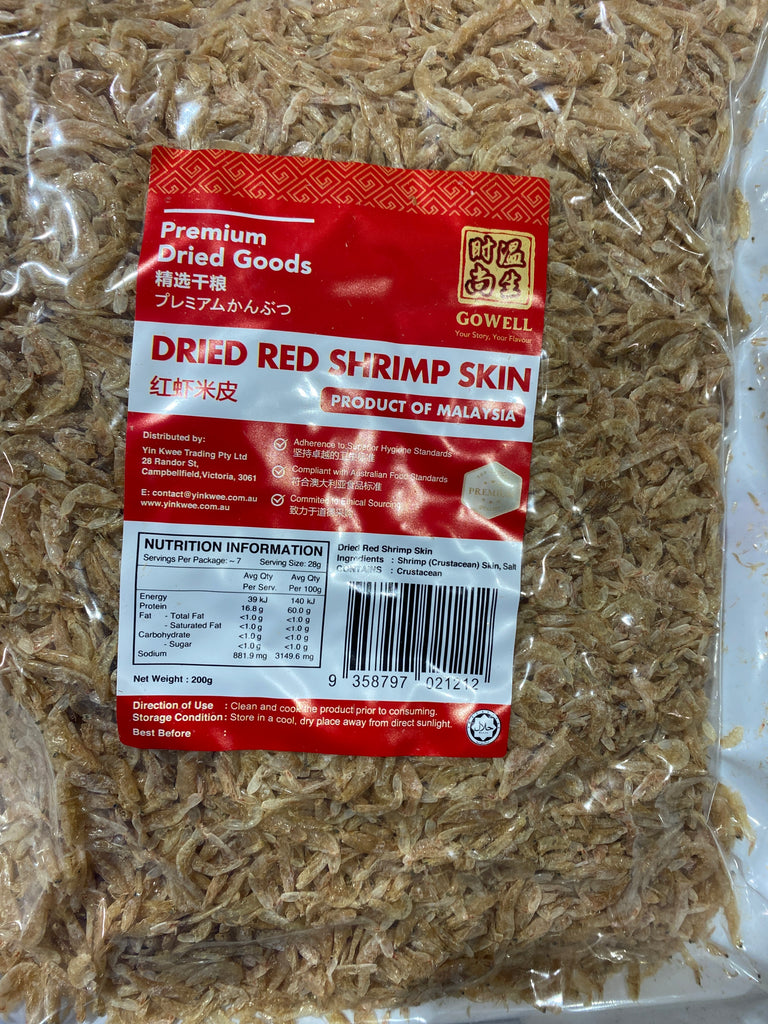 Premium
Dried Goods
精选干粮
プレミアムかんぶつ
时温
尚生
GOWELL
Your Story, Your Flavour
DRIED RED SHRIMP SKIN
红虾米皮
PRODUCT OF MALAYSIA
Distributed by:
Yin Kwee Trading Pty Ltd
28 Randor St,
Campbellfield,Victoria, 3061
E: contact@yinkwee.com.au
www.yinkwee.com.au
Adherence to Superior Hygiene Standards
坚持卓越的卫生标准
Compliant with Australian Food Standards
符合澳大利亚食品标准
Commited to Ethical Sourcing
致力于道德采购
PREMIUM
NUTRITION INFORMATION
Servings Per Package: ~ 7 Serving Size: 28g
Avg Qty Avg Qty
Per Serv. Per 100g
Energy 39 kJ 140 kJ
Protein 16.8 g 60.0 g
Fat - Total Fat <1.0 g <1.0 g
- Saturated Fat <1.0 g <1.0 g
Carbohydrate <1.0 g <1.0 g
- Sugar <1.0 g <1.0 g
Sodium 881.9 mg 3149.6 mg
Net Weight : 200g
Dried Red Shrimp Skin
Ingredients : Shrimp (Crustacean) Skin, Salt
CONTAINS : Crustacean
9 358797 021212
Direction of Use : Clean and cook the product prior to consuming.
Storage Condition: Store in a cool, dry place away from direct sunlight.
Best Before :
حلال